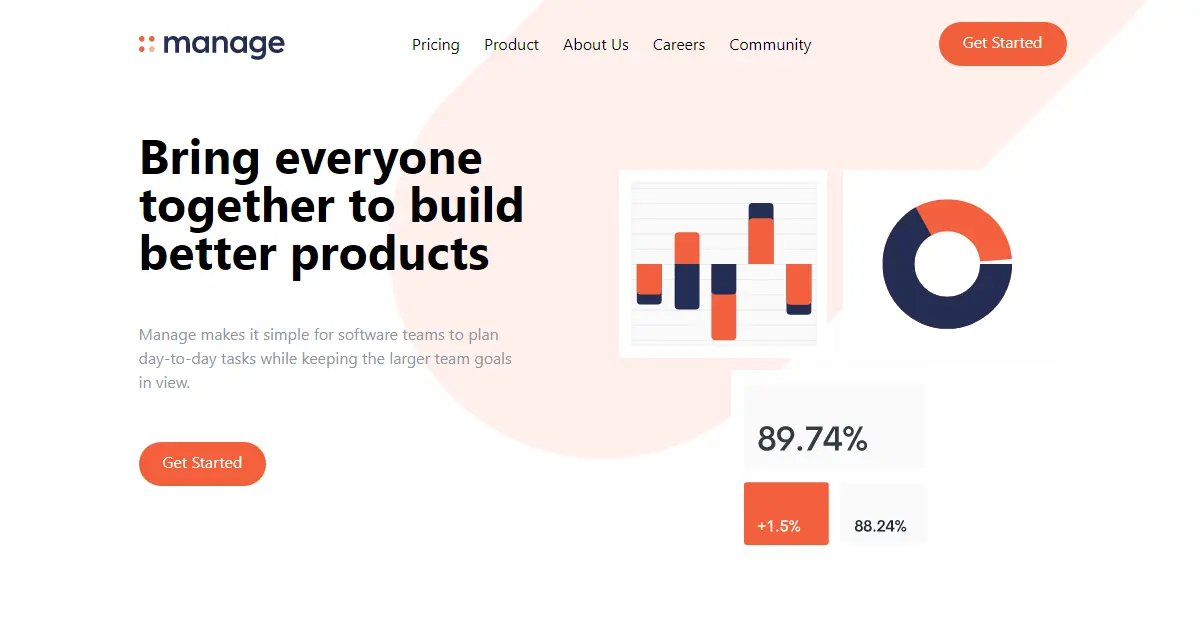 manage
Pricing
Product
About Us
Careers
Community
Get Started
Bring everyone
together to build
better products
Manage makes it simple for software teams to plan
day-to-day tasks while keeping the larger team goals
in view.
Get Started
89.74%
+1.5%
88.24%